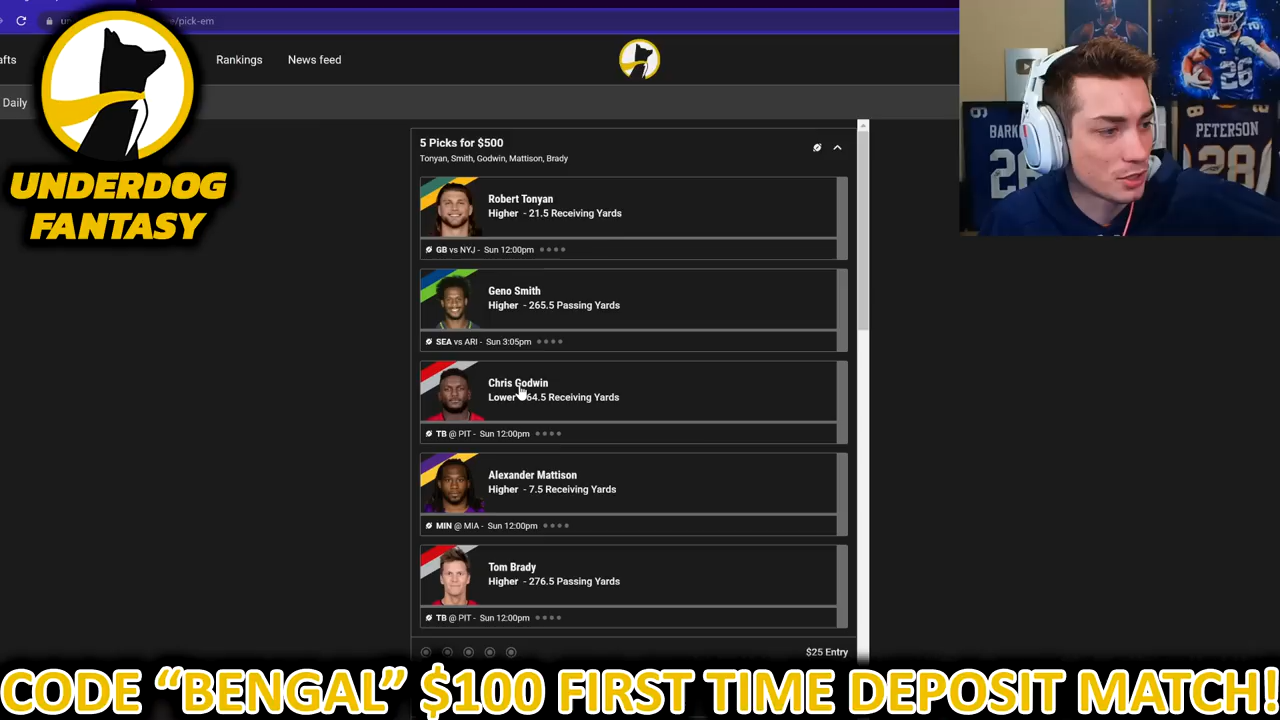 /pick-em
Rankings
News feed
Daily
UNDERDOG
FANTASY
5 Picks for $500
Tonyan, Smith, Godwin, Mattison, Brady
Robert Tonyan
Higher - 21.5 Receiving Yards
GB vs NYJ - Sun 12:00pm
Geno Smith
Higher - 265.5 Passing Yards
SEA vs ARI - Sun 3:05pm
Chris Godwin
Lower 64.5 Receiving Yards
TB @ PIT - Sun 12:00pm
Alexander Mattison
Higher - 7.5 Receiving Yards
MIN @ MIA - Sun 12:00pm
Tom Brady
Higher - 276.5 Passing Yards
TB @ PIT - Sun 12:00pm
$25 Entry
PETERSON
28
26
CODE “BENGAL” $100 FIRST TIME DEPOSIT MATCH!